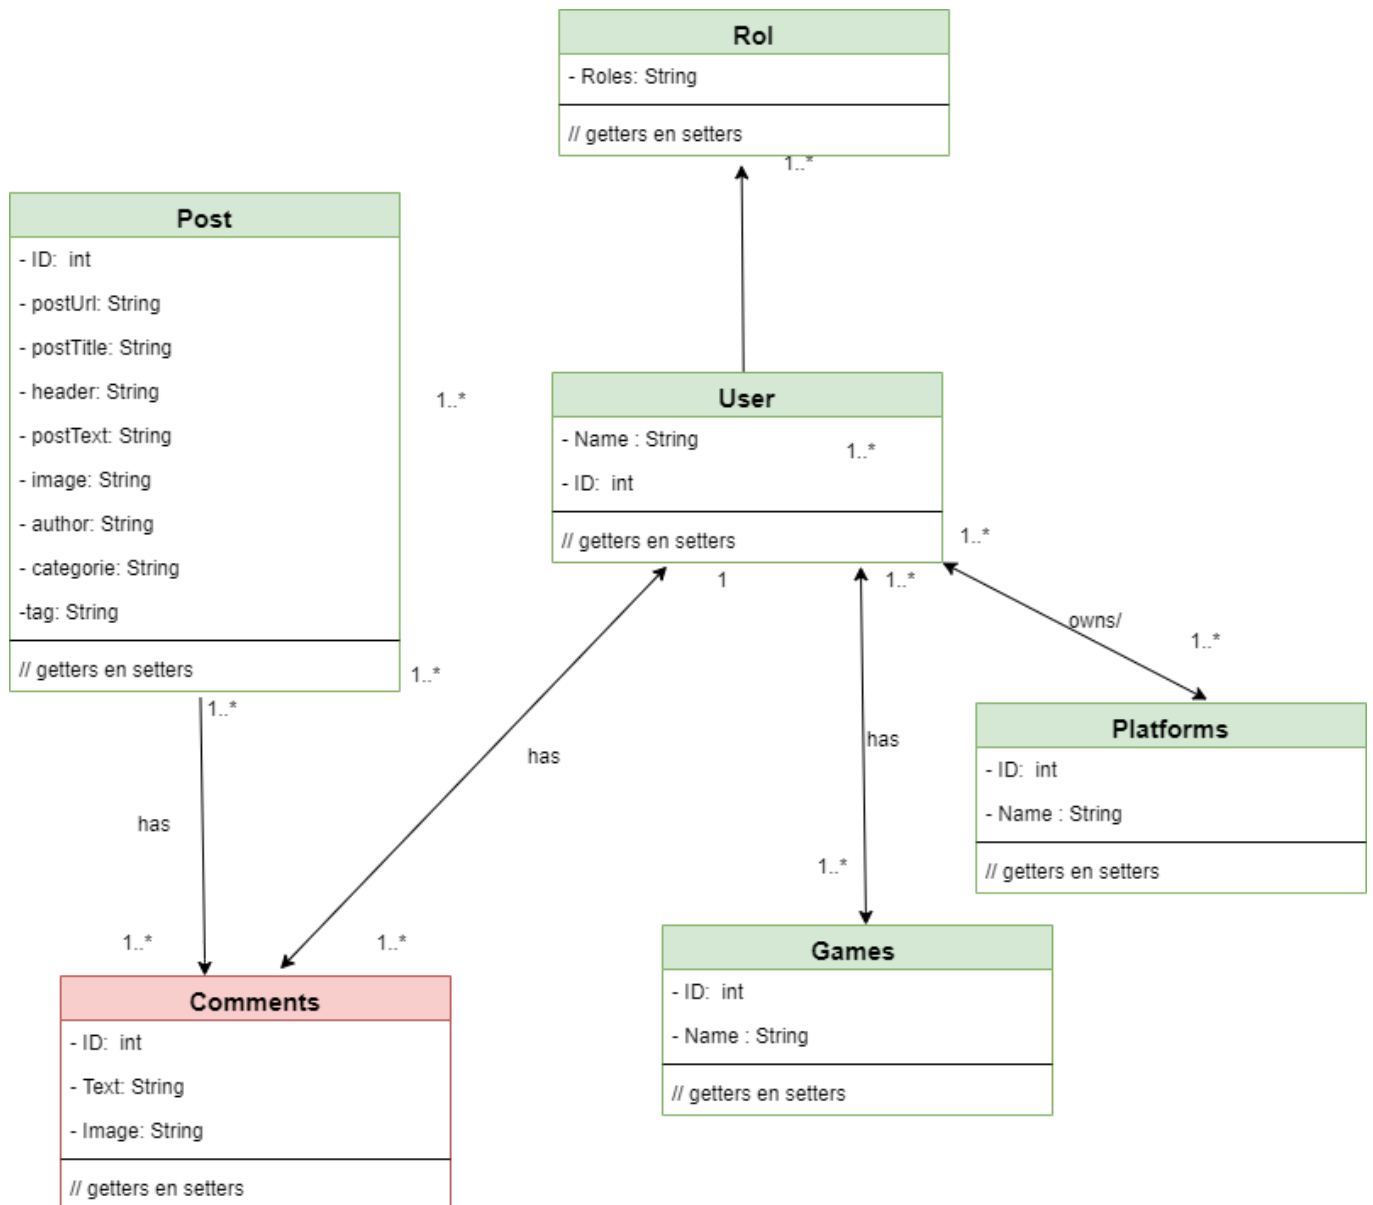 Rol
- Roles: String
// getters en setters
1..*
Post
- ID:  int
- postUrl: String
- postTitle: String
- header: String
- postText: String
- image: String
- author: String
- categorie: String
-tag: String
// getters en setters
1..*
1..*
1..*
User
- Name : String
1..*
- ID:  int
// getters en setters
1..*
1
1..*
owns/
1..*
has
has
has
Platforms
- ID:  int
- Name : String
// getters en setters
1..*
1..*
1..*
Games
- ID:  int
- Name : String
// getters en setters
Comments
- ID:  int
- Text: String
- Image: String
// getters en setters